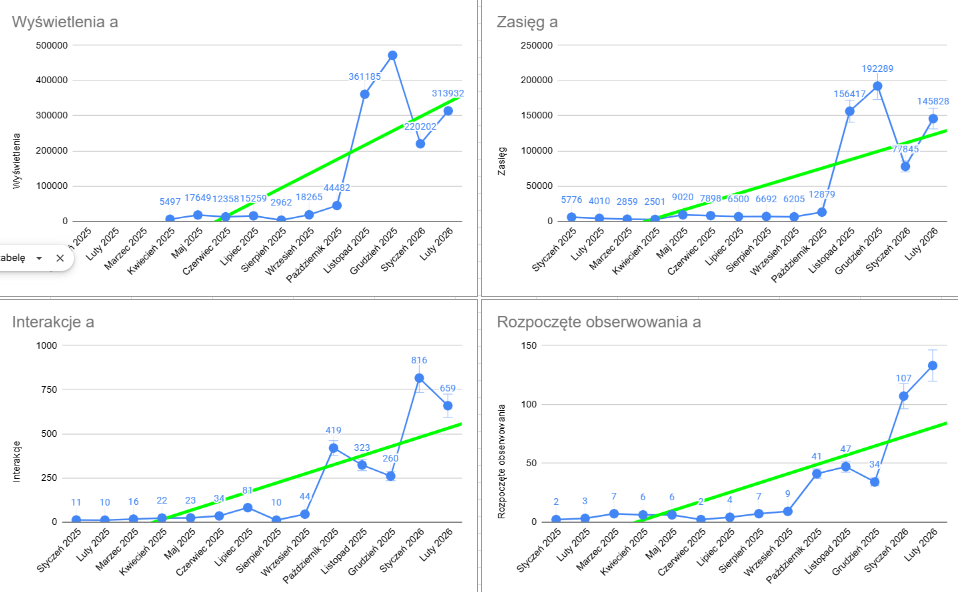 Wyświetlenia a
500000
400000
300000
200000
100000
0
Wyświetlenia
5497
17649
12358
15259
2962
18265
44482
361185
220202
313932
2025
Luty 2025
Marzec 2025
Kwiecień 2025
Maj 2025
Czerwiec 2025
Lipiec 2025
Sierpień 2025
Wrzesień 2025
Październik 2025
Listopad 2025
Grudzień 2025
Styczeń 2026
Luty 2026
Zasięg a
250000
200000
150000
100000
50000
0
Zasięg
5776
4010
2859
2501
9020
7898
6500
6692
6205
12879
156417
192289
77845
145828
Styczeń 2025
Luty 2025
Marzec 2025
Kwiecień 2025
Maj 2025
Czerwiec 2025
Lipiec 2025
Sierpień 2025
Wrzesień 2025
Październik 2025
Listopad 2025
Grudzień 2025
Styczeń 2026
Luty 2026
Interakcje a
1000
750
500
250
0
Interakcje
11
10
16
22
23
34
81
10
44
419
323
260
816
659
Styczeń 2025
Luty 2025
Marzec 2025
Kwiecień 2025
Maj 2025
Czerwiec 2025
Lipiec 2025
Sierpień 2025
Wrzesień 2025
Październik 2025
Listopad 2025
Grudzień 2025
Styczeń 2026
Luty 2026
Rozpoczęte obserwowania a
150
100
50
0
Rozpoczęte obserwowania
2
3
7
6
6
2
4
7
9
41
47
34
107
Styczeń 2025
Luty 2025
Marzec 2025
Kwiecień 2025
Maj 2025
Czerwiec 2025
Lipiec 2025
Sierpień 2025
Wrzesień 2025
Październik 2025
Listopad 2025
Grudzień 2025
Styczeń 2026
Luty 2026